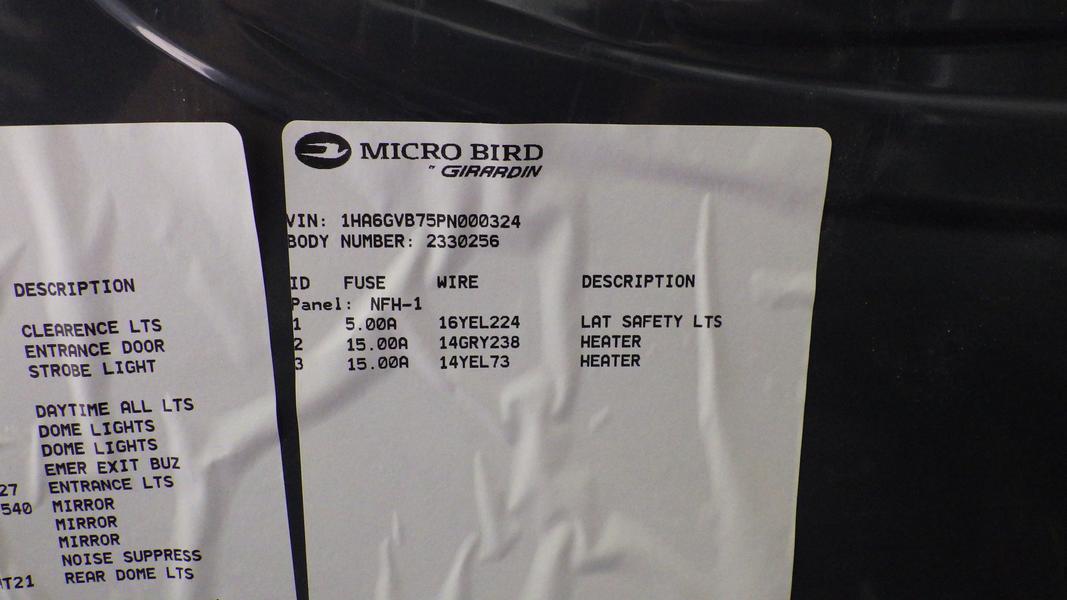 DESCRIPTION
CLEARENCE LTS
ENTRANCE DOOR
STROBE LIGHT
DAYTIME ALL LTS
DOME LIGHTS
DOME LIGHTS
EMER EXIT BUZ
27 ENTRANCE LTS
540 MIRROR
MIRROR
MIRROR
NOISE SUPPRESS
T21 REAR DOME LTS
MICRO BIRD
BY GIRARDIN
VIN: 1HA6GVB75PN000324
BODY NUMBER: 2330256
ID FUSE WIRE DESCRIPTION
Panel: NFH-1
1 5.00A 16YEL224 LAT SAFETY LTS
2 15.00A 14GRY238 HEATER
3 15.00A 14YEL73 HEATER